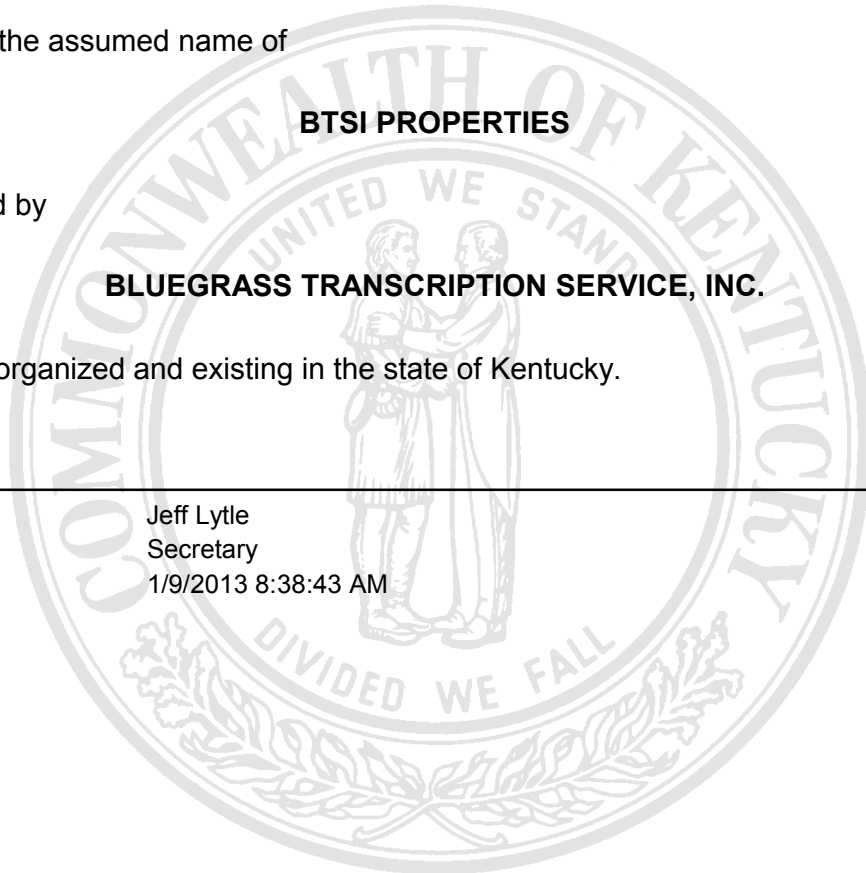 the assumed name of
BTSI PROPERTIES
d by
BLUEGRASS TRANSCRIPTION SERVICE, INC.
organized and existing in the state of Kentucky.
Jeff Lytle
Secretary
1/9/2013 8:38:43 AM
COMMONWEALTH OF KENTUCKY
UNITED WE STAND
DIVIDED WE FALL